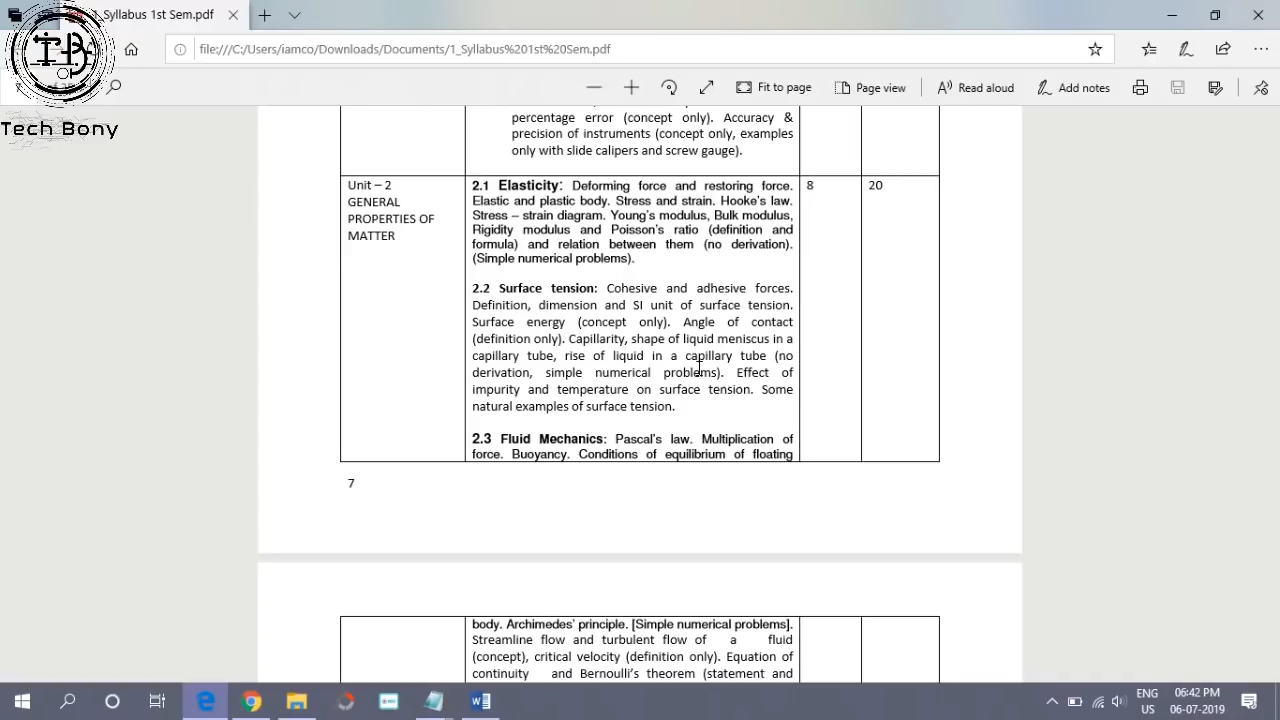 Syllabus 1st Sem.pdf
file:///C:/Users/iamco/Downloads/Documents/1_Syllabus%201st%20Sem.pdf
Fit to page
Page view
Read aloud
Add notes
Tech Bony
percentage error (concept only). Accuracy &
precision of instruments (concept only, examples
only with slide calipers and screw gauge).
Unit – 2
GENERAL
PROPERTIES OF
MATTER
2.1 Elasticity: Deforming force and restoring force.
Elastic and plastic body. Stress and strain. Hooke's law.
Stress – strain diagram. Young's modulus, Bulk modulus,
Rigidity modulus and Poisson's ratio (definition and
formula) and relation between them (no derivation).
(Simple numerical problems).
8
20
2.2 Surface tension: Cohesive and adhesive forces.
Definition, dimension and SI unit of surface tension.
Surface energy (concept only). Angle of contact
(definition only). Capillarity, shape of liquid meniscus in a
capillary tube, rise of liquid in a capillary tube (no
derivation, simple numerical problems). Effect of
impurity and temperature on surface tension. Some
natural examples of surface tension.
2.3 Fluid Mechanics: Pascal's law. Multiplication of
force. Buoyancy. Conditions of equilibrium of floating
7
body. Archimedes' principle. [Simple numerical problems].
Streamline flow and turbulent flow of a fluid
(concept), critical velocity (definition only). Equation of
continuity and Bernoulli's theorem (statement and
ENG
US
06:42 PM
06-07-2019